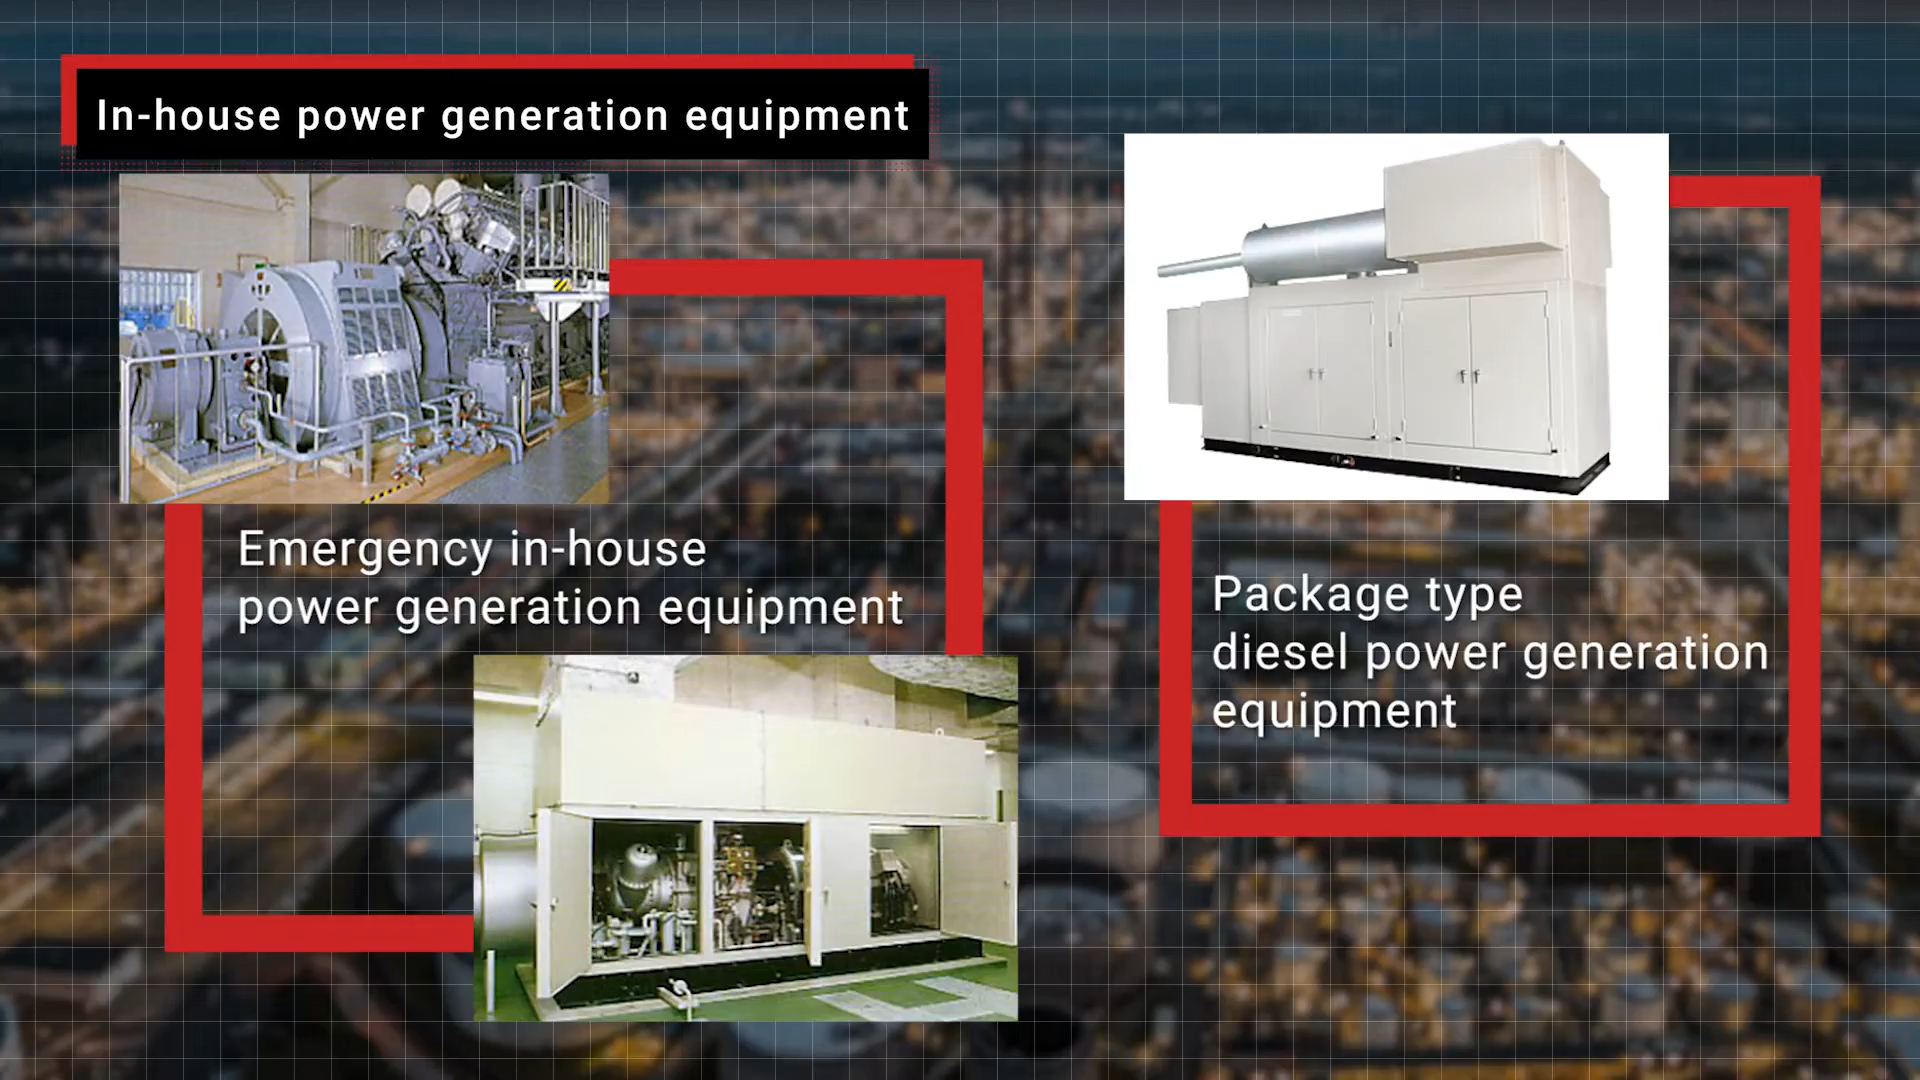 In-house power generation equipment
Emergency in-house
power generation equipment
Package type
diesel power generation
equipment